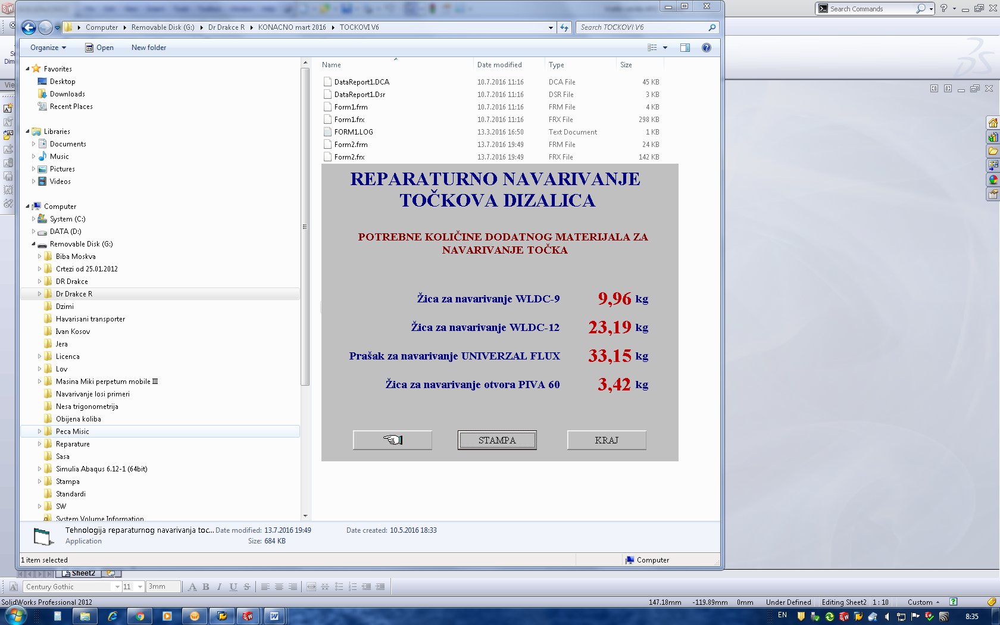 Search Commands
Computer
Removable Disk (G:)
Dr Drakce R
KONACNO mart 2016
TOCKOVI V6
Search TOCKOVI V6
Organize
Open
New folder
Favorites
Desktop
Downloads
Recent Places
Libraries
Documents
Music
Pictures
Videos
Computer
System (C:)
DATA (D:)
Removable Disk (G:)
Biba Moskva
Crtezi od 25.01.2012
DR Drakce
Dr Drakce R
Dzimi
Havarisani transporter
Ivan Kosov
Jera
Licenca
Lov
Masina Miki perpetum mobile III
Navarivanje losi primeri
Nesa trigonometrija
Obijena koliba
Peca Misic
Reparature
Sasa
Simulia Abaqus 6.12-1 (64bit)
Stampa
Standardi
SW
System Volume Information
Name Date modified Type Size
DataReport1.DCA 10.7.2016 11:16 DCA File 45 KB
DataReport1.Dsr 10.7.2016 11:16 DSR File 3 KB
Form1.frm 10.7.2016 11:16 FRM File 4 KB
Form1.frx 10.7.2016 11:16 FRX File 298 KB
FORM1.LOG 13.3.2016 16:50 Text Document 1 KB
Form2.frm 13.7.2016 19:49 FRM File 24 KB
Form2.frx 13.7.2016 19:49 FRX File 142 KB
REPARATURNO NAVARIVANJE
TOČKOVA DIZALICA
POTREBNE KOLIČINE DODATNOG MATERIJALA ZA
NAVARIVANJE TOČKA
Žica za navarivanje WLDC-9 9,96 kg
Žica za navarivanje WLDC-12 23,19 kg
Prašak za navarivanje UNIVERZAL FLUX 33,15 kg
Žica za navarivanje otvora PIVA 60 3,42 kg
STAMPA
KRAJ
Tehnologija reparaturnog navarivanja toc... Date modified: 13.7.2016 19:49 Date created: 10.5.2016 18:33
Application Size: 684 KB
1 item selected
Computer
Sheet2
Century Gothic
11
3mm
A B I U S
SolidWorks Professional 2012
147.18mm -119.89mm 0mm Under Defined Editing Sheet2 1 : 10 Custom
EN
8:35